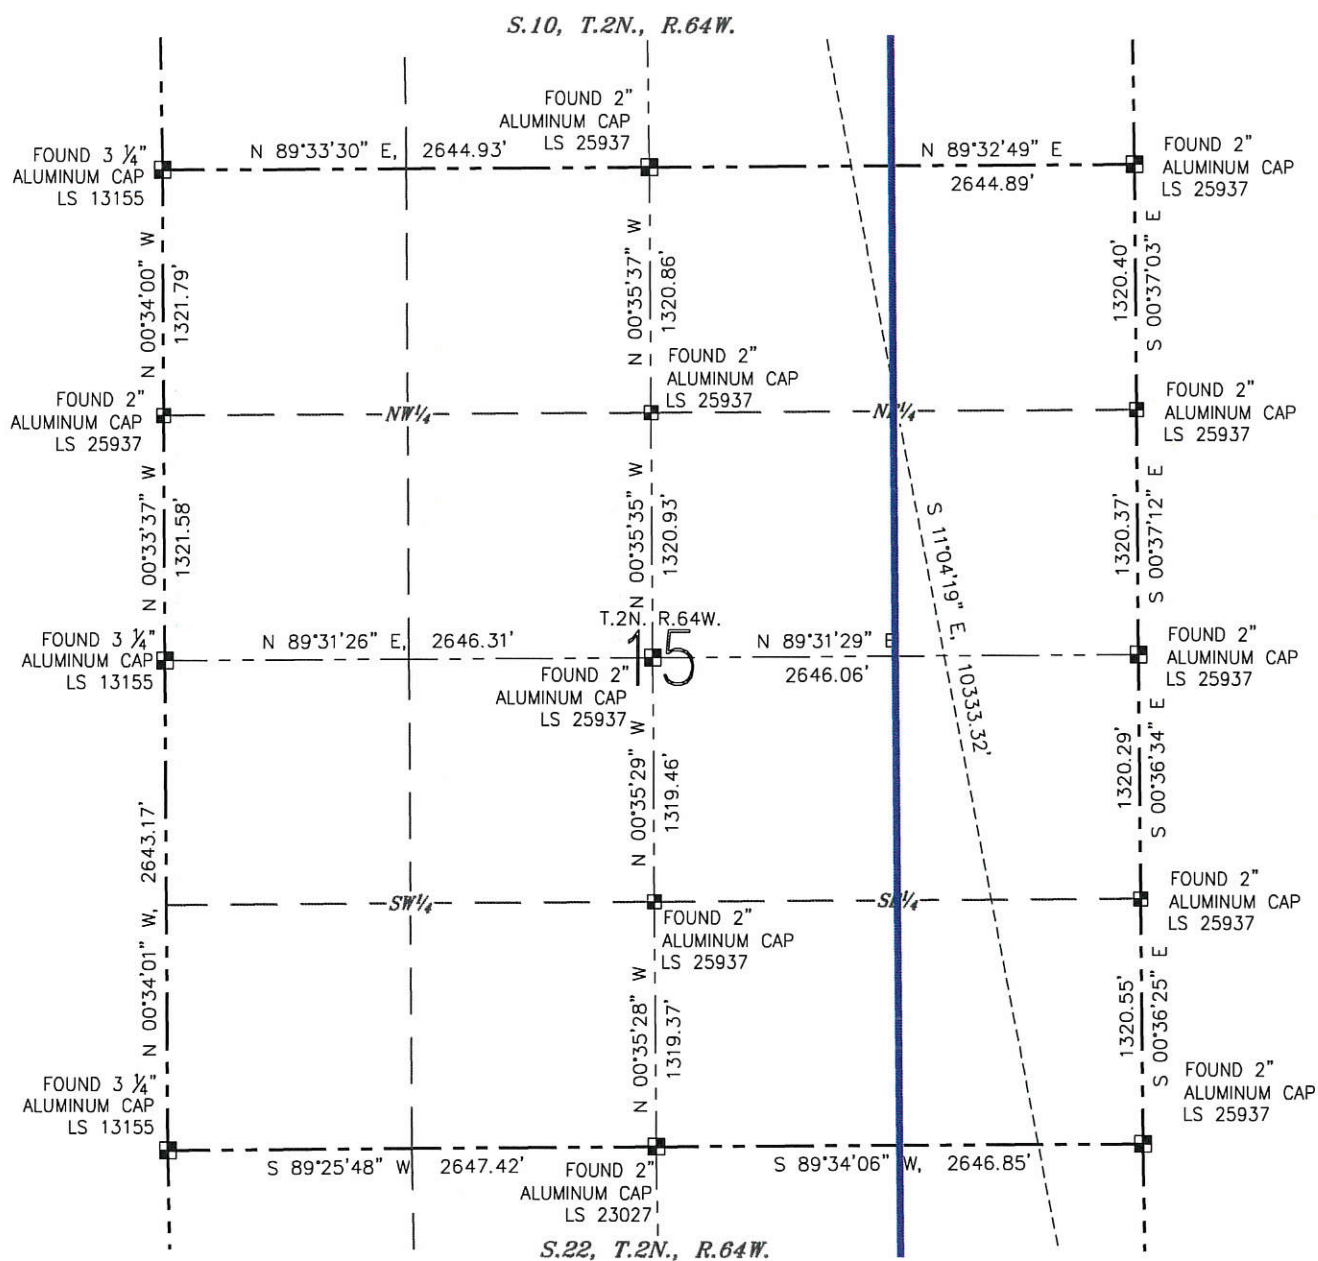 S.10, T.2N., R.64W.
FOUND 2"
ALUMINUM CAP
LS 25937
FOUND 3 ¼"
ALUMINUM CAP
LS 13155
N 89°33'30" E, 2644.93'
N 89°32'49" E
2644.89'
FOUND 2"
ALUMINUM CAP
LS 25937
N 00°34'00" W
1321.79'
N 00°35'37" W
1320.86'
1320.40'
S 00°37'03" E
FOUND 2"
ALUMINUM CAP
LS 25937
FOUND 2"
ALUMINUM CAP
LS 25937
FOUND 2"
ALUMINUM CAP
LS 25937
NW¼
N ¼
N 00°33'37" W
1321.58'
N 00°35'35" W
1320.93'
S 11°04'19" E, 10333.32'
1320.37'
S 00°37'12" E
T.2N. R.64W.
15
FOUND 3 ¼"
ALUMINUM CAP
LS 13155
N 89°31'26" E, 2646.31'
N 89°31'29" E
2646.06'
FOUND 2"
ALUMINUM CAP
LS 25937
FOUND 2"
ALUMINUM CAP
LS 25937
N 00°34'01" W, 2643.17'
N 00°35'29" W
1319.46'
1320.29'
S 00°36'34" E
SW¼
S ¼
FOUND 2"
ALUMINUM CAP
LS 25937
FOUND 2"
ALUMINUM CAP
LS 25937
N 00°35'28" W
1319.37'
1320.55'
S 00°36'25" E
FOUND 3 ¼"
ALUMINUM CAP
LS 13155
FOUND 2"
ALUMINUM CAP
LS 25937
S 89°25'48" W 2647.42'
S 89°34'06" W, 2646.85'
FOUND 2"
ALUMINUM CAP
LS 23027
S.22, T.2N., R.64W.